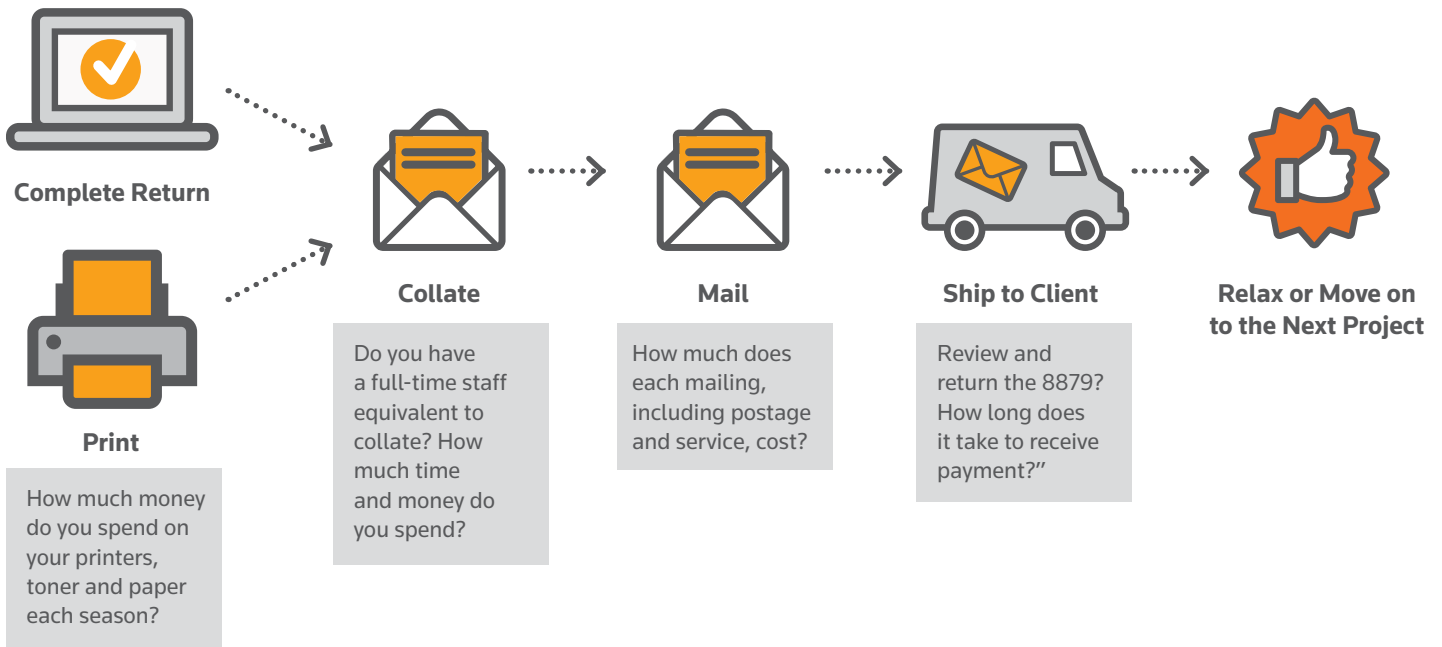 Complete Return
Print
How much money
do you spend on
your printers,
toner and paper
each season?
Collate
Do you have
a full-time staff
equivalent to
collate? How
much time
and money do
you spend?
Mail
How much does
each mailing,
including postage
and service, cost?
Ship to Client
Review and
return the 8879?
How long does
it take to receive
payment?”
Relax or Move on
to the Next Project